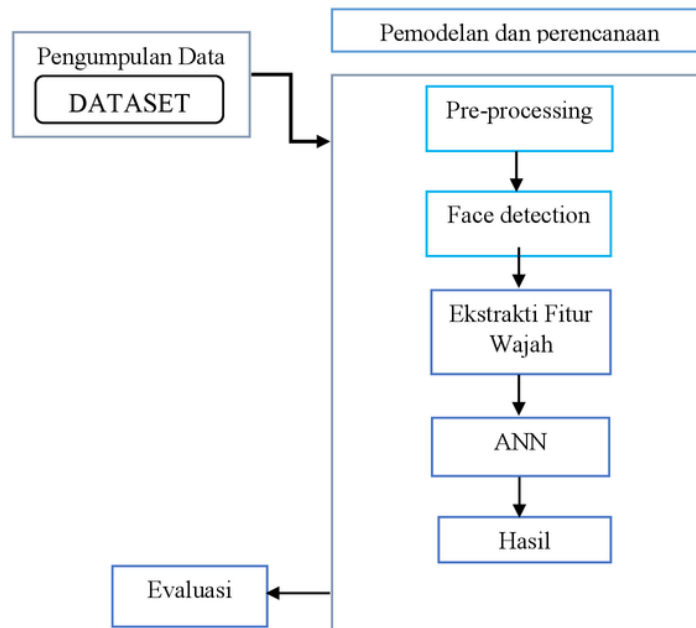 Pengumpulan Data
DATASET
Pemodelan dan perencanaan
Pre-processing
Face detection
Ekstrakti Fitur
Wajah
ANN
Hasil
Evaluasi